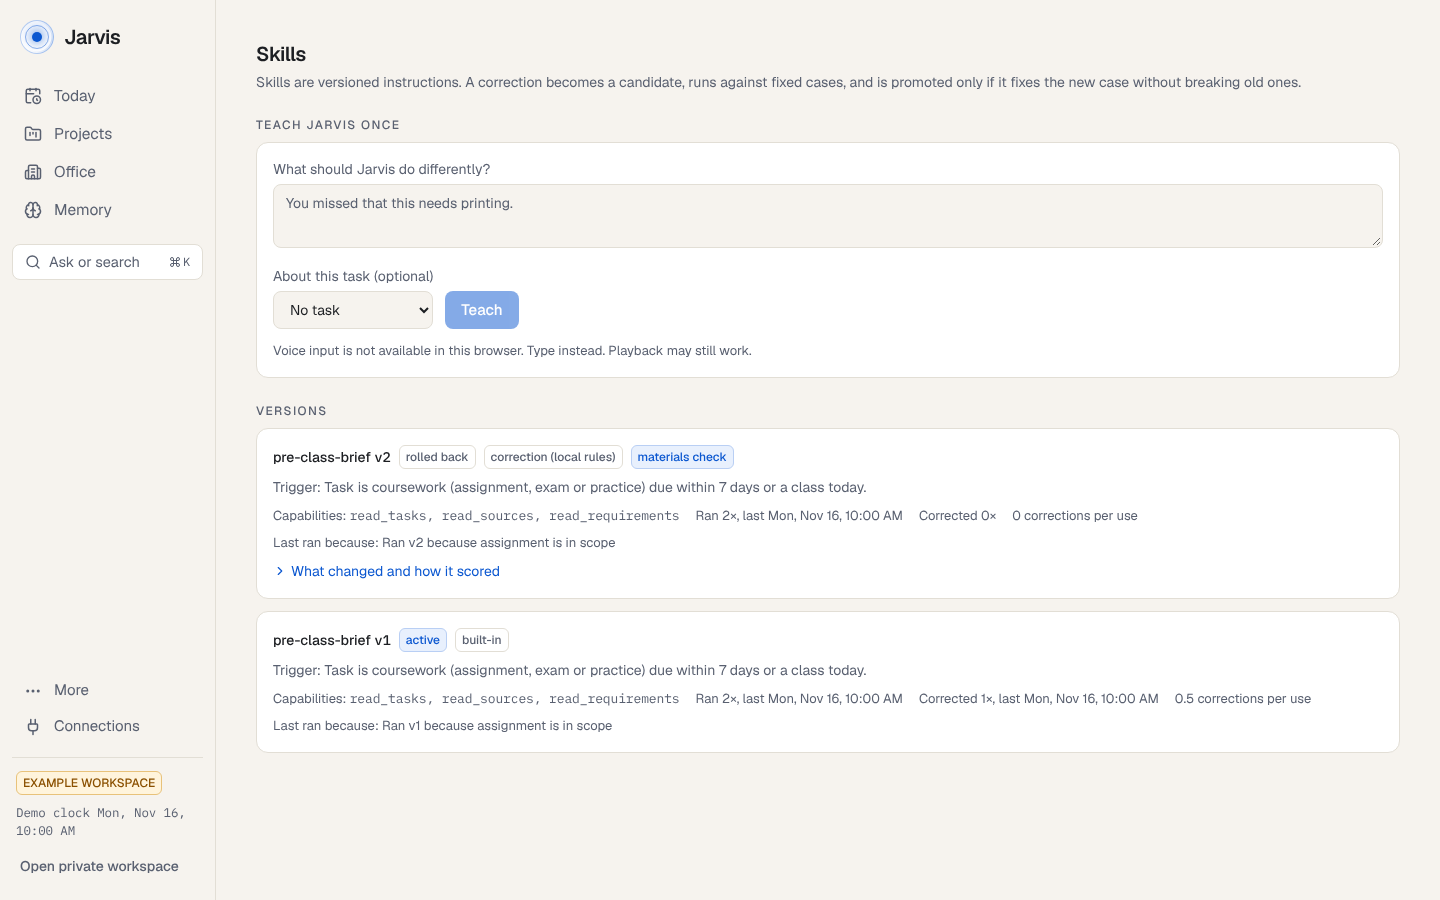 Jarvis
Today
Projects
Office
Memory
Ask or search ⌘ K
More
Connections
EXAMPLE WORKSPACE
Demo clock Mon, Nov 16,
10:00 AM
Open private workspace
Skills
Skills are versioned instructions. A correction becomes a candidate, runs against fixed cases, and is promoted only if it fixes the new case without breaking old ones.
TEACH JARVIS ONCE
What should Jarvis do differently?
You missed that this needs printing.
About this task (optional)
No task
Teach
Voice input is not available in this browser. Type instead. Playback may still work.
VERSIONS
pre-class-brief v2 rolled back correction (local rules) materials check
Trigger: Task is coursework (assignment, exam or practice) due within 7 days or a class today.
Capabilities: read_tasks, read_sources, read_requirements Ran 2×, last Mon, Nov 16, 10:00 AM Corrected 0× 0 corrections per use
Last ran because: Ran v2 because assignment is in scope
What changed and how it scored
pre-class-brief v1 active built-in
Trigger: Task is coursework (assignment, exam or practice) due within 7 days or a class today.
Capabilities: read_tasks, read_sources, read_requirements Ran 2×, last Mon, Nov 16, 10:00 AM Corrected 1×, last Mon, Nov 16, 10:00 AM 0.5 corrections per use
Last ran because: Ran v1 because assignment is in scope